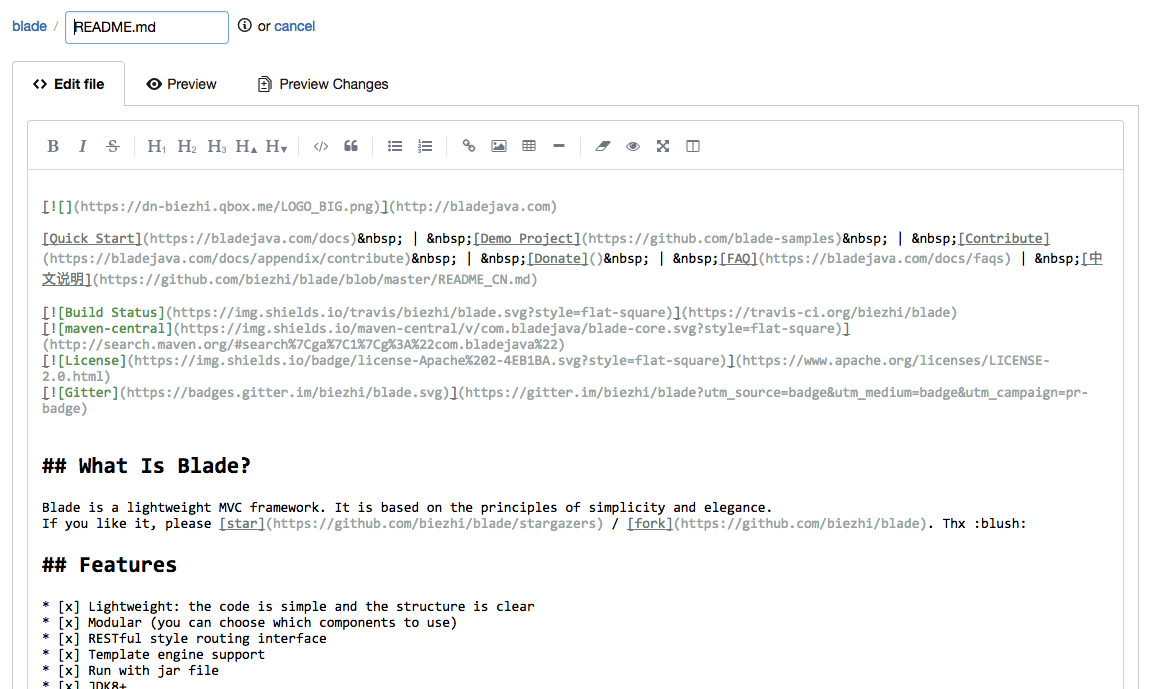 blade / README.md or cancel
Edit file Preview Preview Changes
B I S H1 H2 H3 H▲ H▼
[![](https://dn-biezhi.qbox.me/LOGO_BIG.png)](http://bladejava.com)
[Quick Start](https://bladejava.com/docs)&nbsp; | &nbsp;[Demo Project](https://github.com/blade-samples)&nbsp; | &nbsp;[Contribute]
(https://bladejava.com/docs/appendix/contribute)&nbsp; | &nbsp;[Donate]()&nbsp; | &nbsp;[FAQ](https://bladejava.com/docs/faqs) | &nbsp;[中
文说明](https://github.com/biezhi/blade/blob/master/README_CN.md)
[![Build Status](https://img.shields.io/travis/biezhi/blade.svg?style=flat-square)](https://travis-ci.org/biezhi/blade)
[![maven-central](https://img.shields.io/maven-central/v/com.bladejava/blade-core.svg?style=flat-square)]
(http://search.maven.org/#search%7Cga%7C1%7Cg%3A%22com.bladejava%22)
[![License](https://img.shields.io/badge/license-Apache%202-4EB1BA.svg?style=flat-square)](https://www.apache.org/licenses/LICENSE-
2.0.html)
[![Gitter](https://badges.gitter.im/biezhi/blade.svg)](https://gitter.im/biezhi/blade?utm_source=badge&utm_medium=badge&utm_campaign=pr-
badge)
## What Is Blade?
Blade is a lightweight MVC framework. It is based on the principles of simplicity and elegance.
If you like it, please [star](https://github.com/biezhi/blade/stargazers) / [fork](https://github.com/biezhi/blade). Thx :blush:
## Features
* [x] Lightweight: the code is simple and the structure is clear
* [x] Modular (you can choose which components to use)
* [x] RESTful style routing interface
* [x] Template engine support
* [x] Run with jar file
* [x] JDK8+